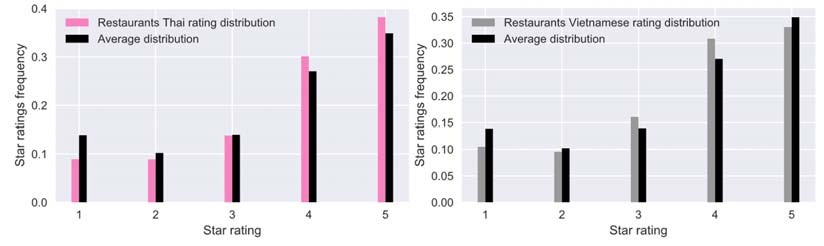 Restaurants Thai rating distribution
Average distribution
Star ratings frequency
0.4
0.3
0.2
0.1
0.0
1 2 3 4 5
Star rating
Restaurants Vietnamese rating distribution
Average distribution
Star ratings frequency
0.35
0.30
0.25
0.20
0.15
0.10
0.05
0.00
1 2 3 4 5
Star rating